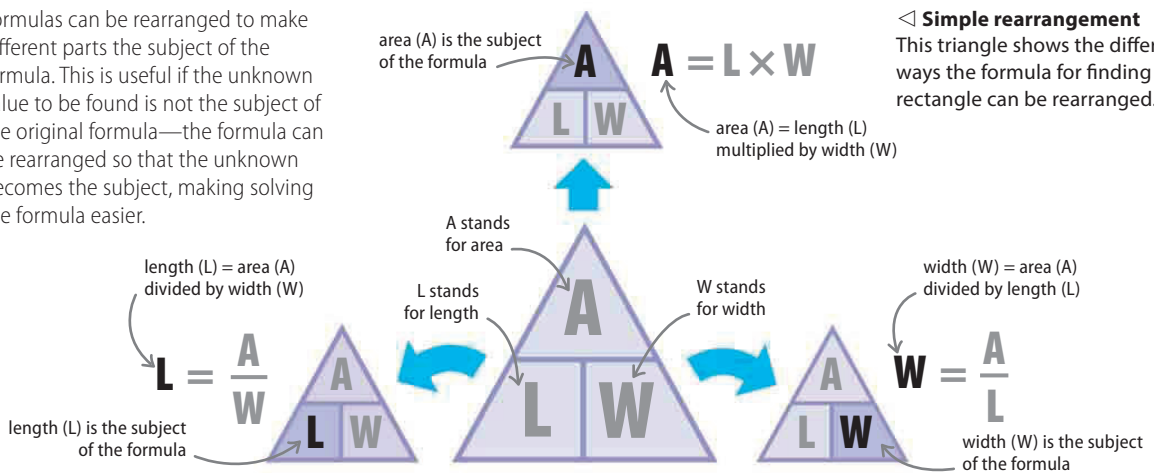 ormulas can be rearranged to make
fferent parts the subject of the
rmula. This is useful if the unknown
lue to be found is not the subject of
e original formula—the formula can
e rearranged so that the unknown
ecomes the subject, making solving
e formula easier.
area (A) is the subject
of the formula
A
L W
A = L × W
area (A) = length (L)
multiplied by width (W)
◁ Simple rearrangement
This triangle shows the differ
ways the formula for finding
rectangle can be rearranged.
A stands
for area
L stands
for length
W stands
for width
A
L W
length (L) = area (A)
divided by width (W)
L = A
W
length (L) is the subject
of the formula
A
L W
width (W) = area (A)
divided by length (L)
A
L W
W = A
L
width (W) is the subject
of the formula